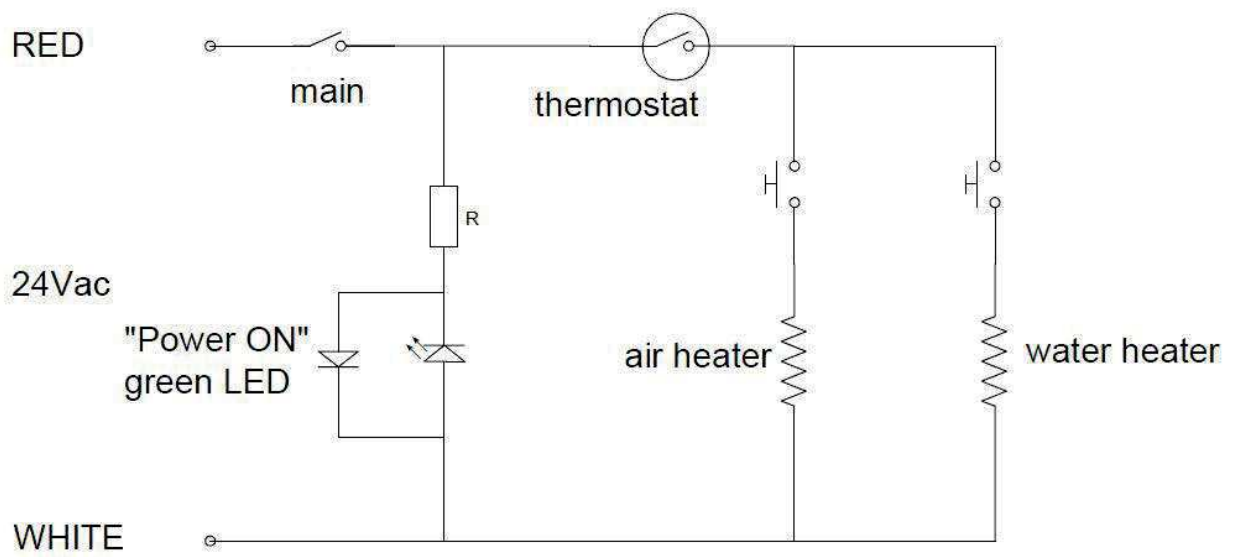 RED
main
thermostat
R
24Vac
"Power ON"
green LED
air heater
water heater
WHITE